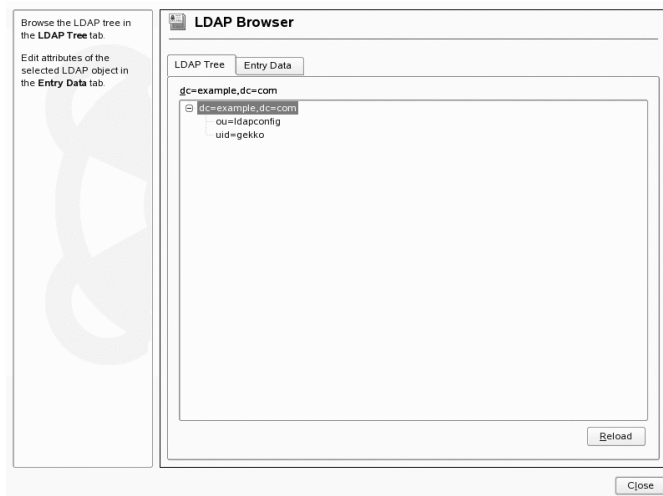 Browse the LDAP tree in
the LDAP Tree tab.
Edit attributes of the
selected LDAP object in
the Entry Data tab.
LDAP Browser
LDAP Tree
Entry Data
dc=example,dc=com
dc=example,dc=com
ou=ldapconfig
uid=gekko
Reload
Close